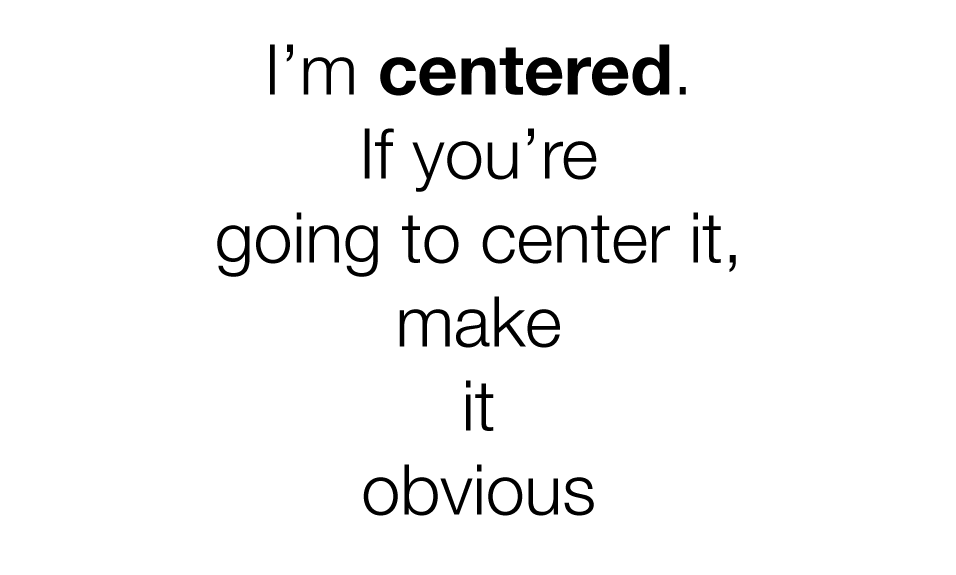 I’m centered.
If you’re
going to center it,
make
it
obvious